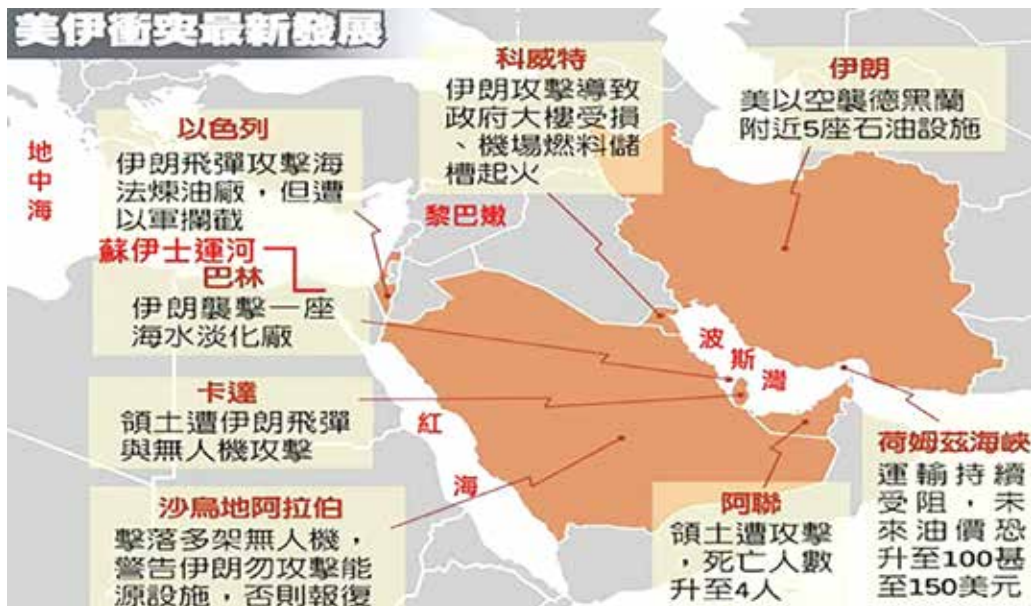 美伊衝突最新發展
科威特
伊朗攻擊導致
政府大樓受損
、機場燃料儲
槽起火
伊朗
美以空襲德黑蘭
附近5座石油設施
地中海
以色列
伊朗飛彈攻擊海
法煉油廠，但遭
以軍攔截
黎巴嫩
蘇伊士運河
巴林
伊朗襲擊一座
海水淡化廠
波斯灣
卡達
領土遭伊朗飛彈
與無人機攻擊
紅海
沙烏地阿拉伯
擊落多架無人機，
警告伊朗勿攻擊能
源設施，否則報復
阿聯
領土遭攻擊
，死亡人數
升至4人
荷姆茲海峽
運輸持續
受阻，未
來油價恐
升至100甚
至150美元